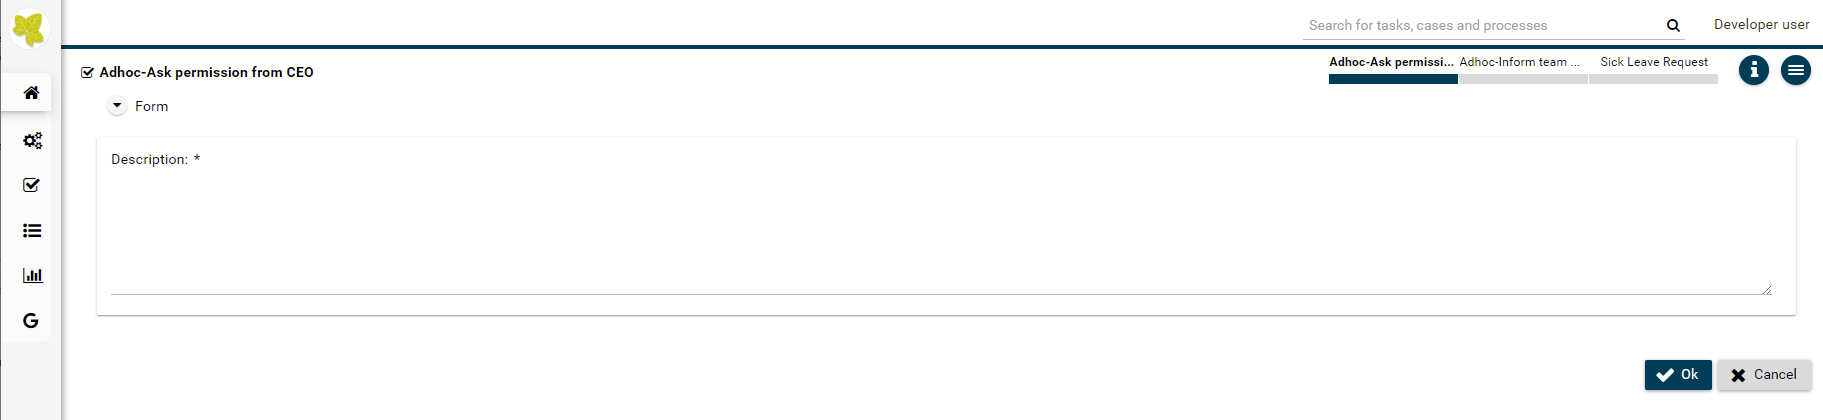 Search for tasks, cases and processes
Developer user
Adhoc-Ask permission from CEO
Adhoc-Ask permissi...
Adhoc-Inform team ...
Sick Leave Request
Form
Description: *
Ok
Cancel